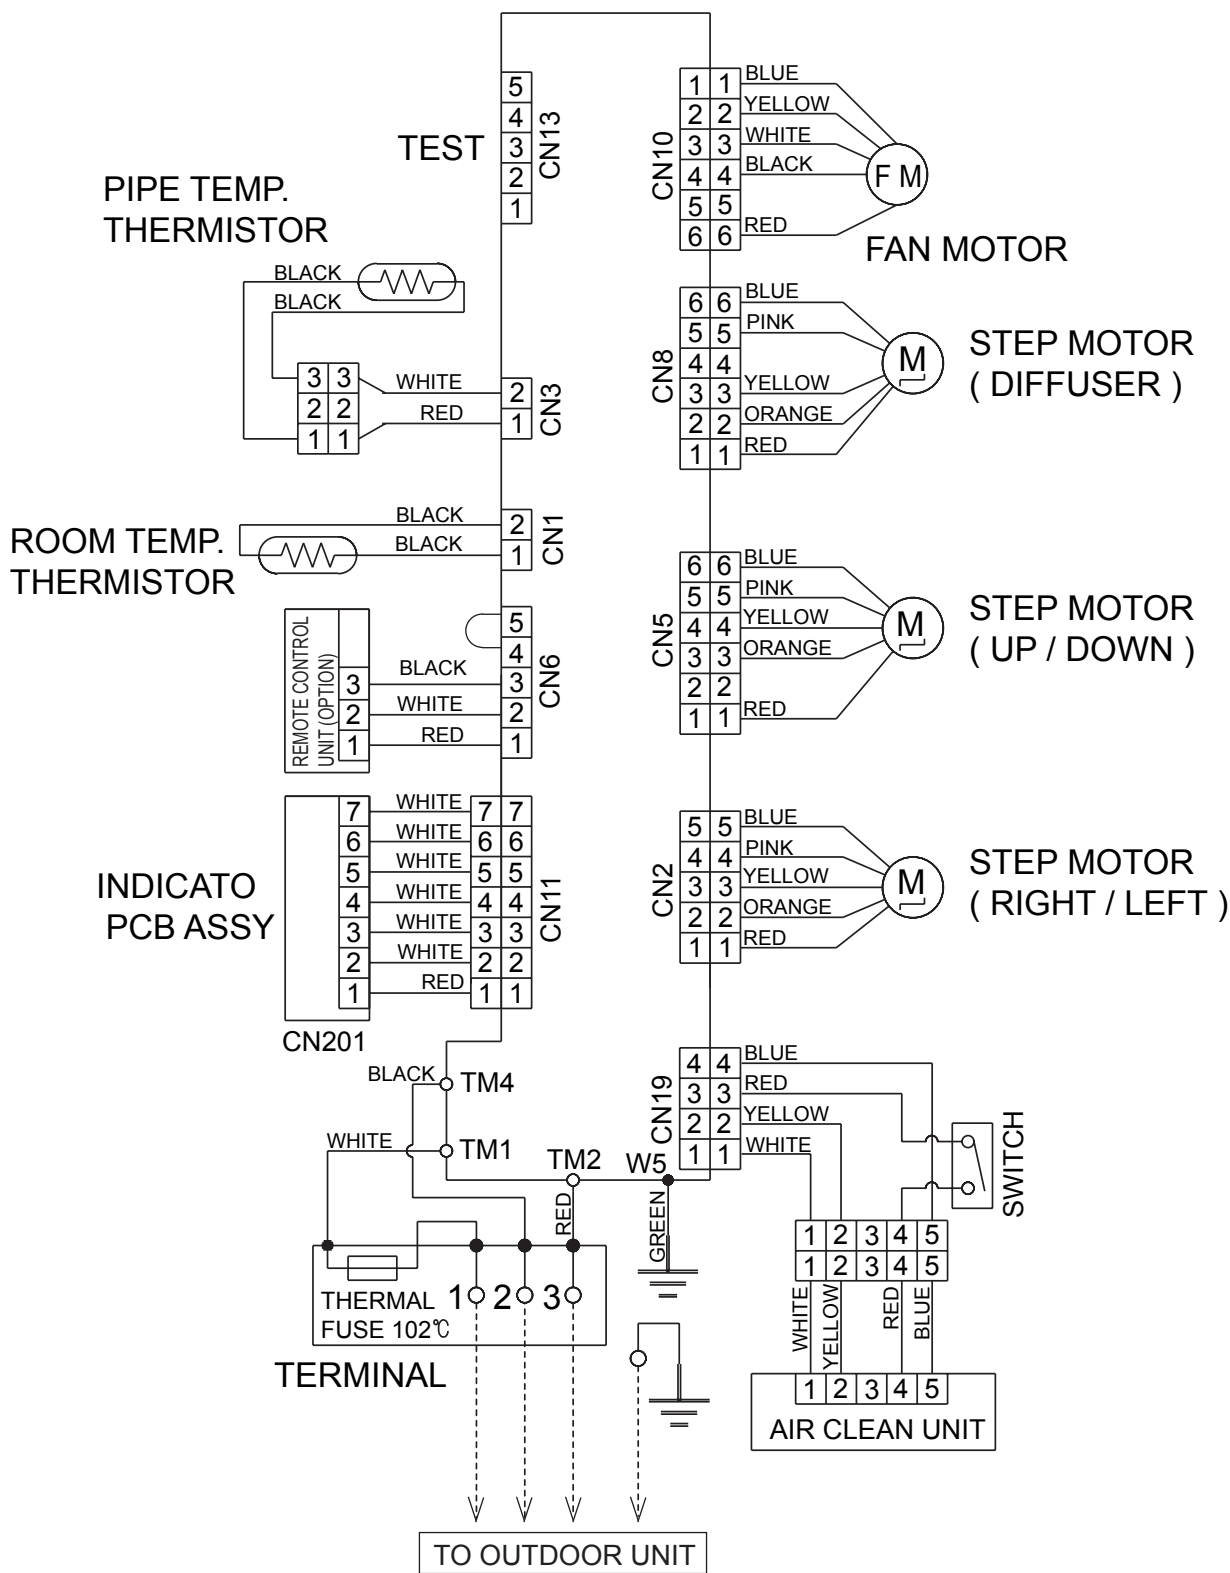 TEST
5
4
3
2
1
CN13
PIPE TEMP.
THERMISTOR
BLACK
BLACK
3 3
2 2
1 1
WHITE
RED
2
1
CN3
ROOM TEMP.
THERMISTOR
BLACK
BLACK
2
1
CN1
REMOTE CONTROL
UNIT (OPTION)
3
2
1
BLACK
WHITE
RED
5
4
3
2
1
CN6
INDICATO
PCB ASSY
7
6
5
4
3
2
1
CN201
WHITE
WHITE
WHITE
WHITE
WHITE
WHITE
RED
7 7
6 6
5 5
4 4
3 3
2 2
1 1
CN11
BLACK
TM4
WHITE
TM1
TM2
W5
RED
GREEN
THERMAL
FUSE 102℃
1 2 3
TERMINAL
TO OUTDOOR UNIT
CN10
1 1
2 2
3 3
4 4
5 5
6 6
BLUE
YELLOW
WHITE
BLACK
RED
F M
FAN MOTOR
CN8
6 6
5 5
4 4
3 3
2 2
1 1
BLUE
PINK
YELLOW
ORANGE
RED
M
STEP MOTOR
( DIFFUSER )
CN5
6 6
5 5
4 4
3 3
2 2
1 1
BLUE
PINK
YELLOW
ORANGE
RED
M
STEP MOTOR
( UP / DOWN )
CN2
5 5
4 4
3 3
2 2
1 1
BLUE
PINK
YELLOW
ORANGE
RED
M
STEP MOTOR
( RIGHT / LEFT )
CN19
4 4
3 3
2 2
1 1
BLUE
RED
YELLOW
WHITE
SWITCH
1 2 3 4 5
1 2 3 4 5
WHITE
YELLOW
RED
BLUE
1 2 3 4 5
AIR CLEAN UNIT